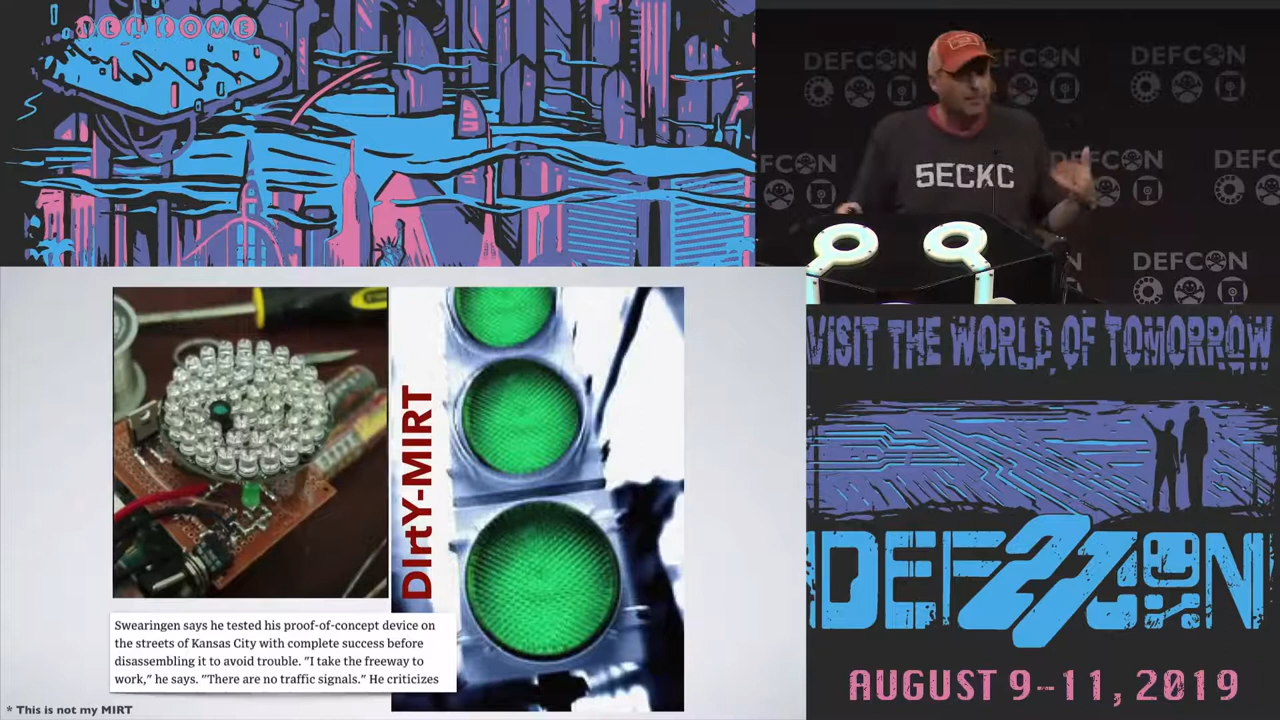 WELCOME
DEFCON
DEFCON
DEFCON
DEFCON
DEFCON
DEFCON
DEFCON
SECKC
DIrtY-MIRT
Swearingen says he tested his proof-of-concept device on
the streets of Kansas City with complete success before
disassembling it to avoid trouble. "I take the freeway to
work," he says. "There are no traffic signals." He criticizes
* This is not my MIRT
VISIT THE WORLD OF TOMORROW
DEF27CON
AUGUST 9-11, 2019